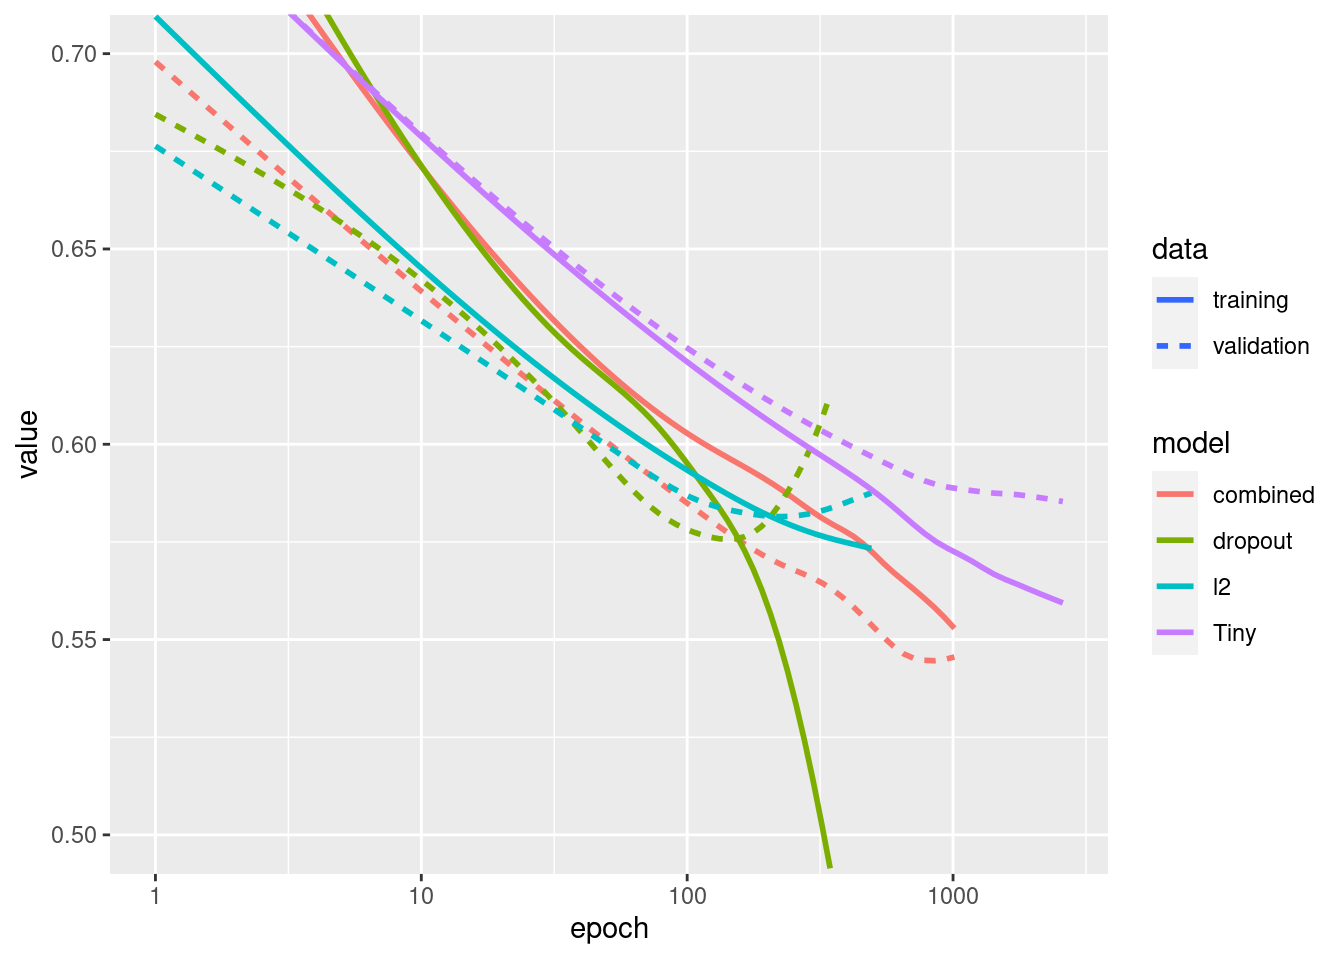 0.70
0.65
0.60
0.55
0.50
value
1
10
100
1000
epoch
data
training
validation
model
combined
dropout
l2
Tiny